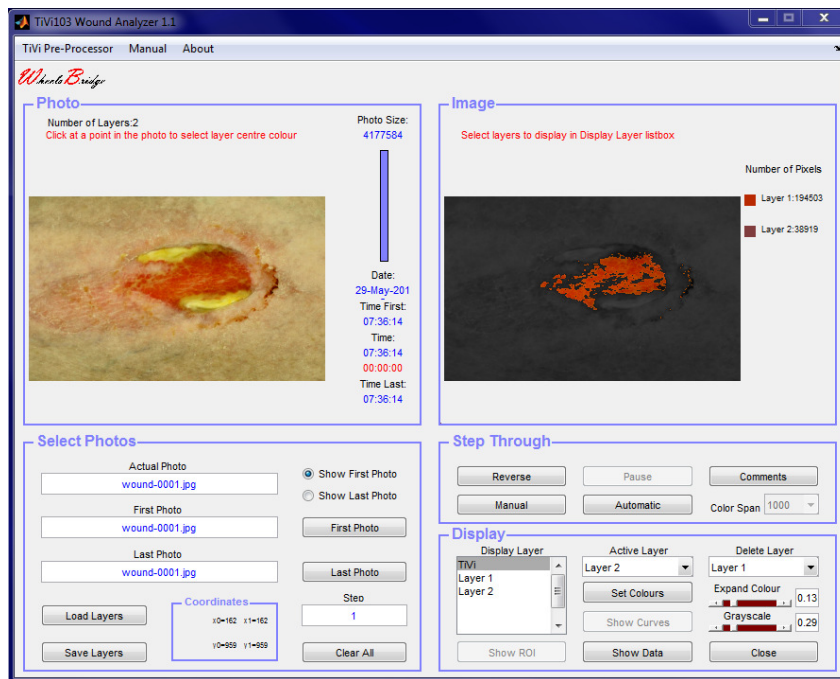 TiVi103 Wound Analyzer 1.1
TiVi Pre-Processor Manual About
Wheels Bridge
Photo
Number of Layers:2
Click at a point in the photo to select layer centre colour
Photo Size:
4177584
Date:
29-May-201
Time First:
07:36:14
Time:
07:36:14
00:00:00
Time Last:
07:36:14
Image
Select layers to display in Display Layer listbox
Number of Pixels
Layer 1:194503
Layer 2:38919
Select Photos
Actual Photo
wound-0001.jpg
First Photo
wound-0001.jpg
Last Photo
wound-0001.jpg
Show First Photo
Show Last Photo
First Photo
Last Photo
Step
1
Load Layers
Save Layers
Coordinates
x0=162 x1=162
y0=959 y1=959
Clear All
Step Through
Reverse Pause Comments
Manual Automatic Color Span 1000
Display
Display Layer
TiVi
Layer 1
Layer 2
Show ROI
Active Layer
Layer 2
Set Colours
Show Curves
Show Data
Delete Layer
Layer 1
Expand Colour
0.13
Grayscale
0.29
Close